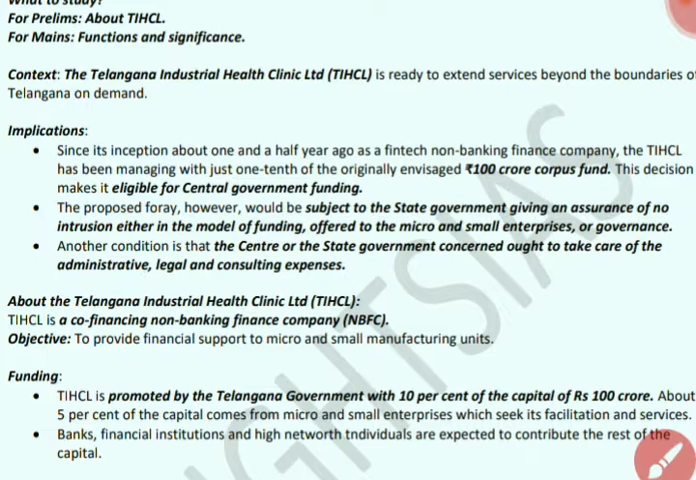 What to study?
For Prelims: About TIHCL.
For Mains: Functions and significance.
Context: The Telangana Industrial Health Clinic Ltd (TIHCL) is ready to extend services beyond the boundaries of
Telangana on demand.
Implications:
• Since its inception about one and a half year ago as a fintech non-banking finance company, the TIHCL
has been managing with just one-tenth of the originally envisaged ₹100 crore corpus fund. This decision
makes it eligible for Central government funding.
• The proposed foray, however, would be subject to the State government giving an assurance of no
intrusion either in the model of funding, offered to the micro and small enterprises, or governance.
• Another condition is that the Centre or the State government concerned ought to take care of the
administrative, legal and consulting expenses.
About the Telangana Industrial Health Clinic Ltd (TIHCL):
TIHCL is a co-financing non-banking finance company (NBFC).
Objective: To provide financial support to micro and small manufacturing units.
Funding:
• TIHCL is promoted by the Telangana Government with 10 per cent of the capital of Rs 100 crore. About
5 per cent of the capital comes from micro and small enterprises which seek its facilitation and services.
• Banks, financial institutions and high networth tndividuals are expected to contribute the rest of the
capital.
GHTSIAS